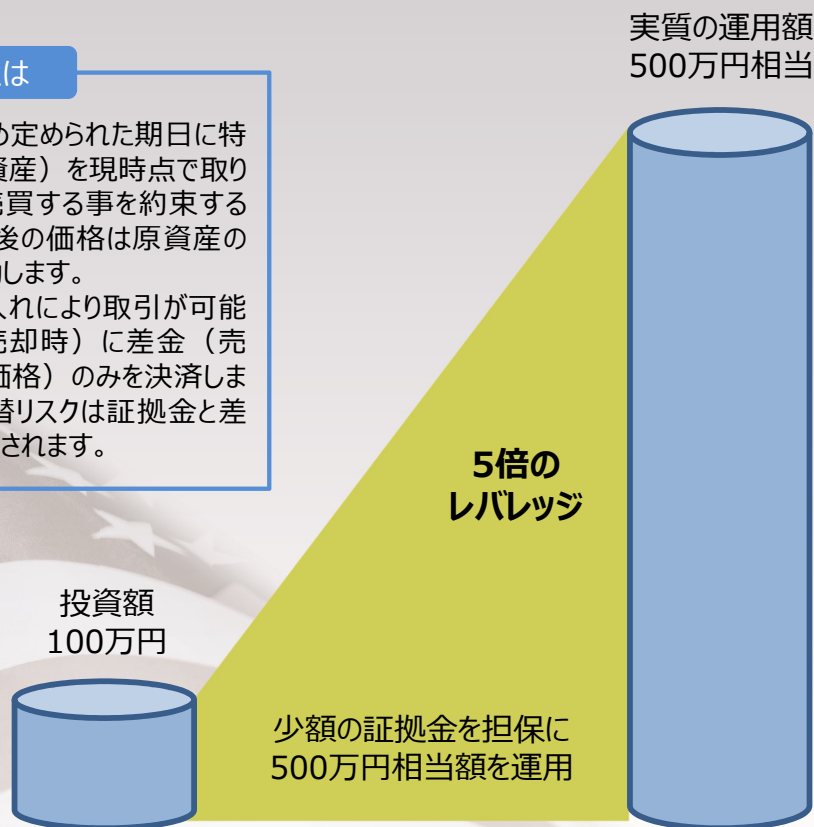 実質の運用額
500万円相当
は
め定められた期日に特
資産）を現時点で取り
売買する事を約束する
後の価格は原資産の
します。
入れにより取引が可能
売却時）に差金（売
価格）のみを決済しま
替リスクは証拠金と差
されます。
5倍の
レバレッジ
投資額
100万円
少額の証拠金を担保に
500万円相当額を運用